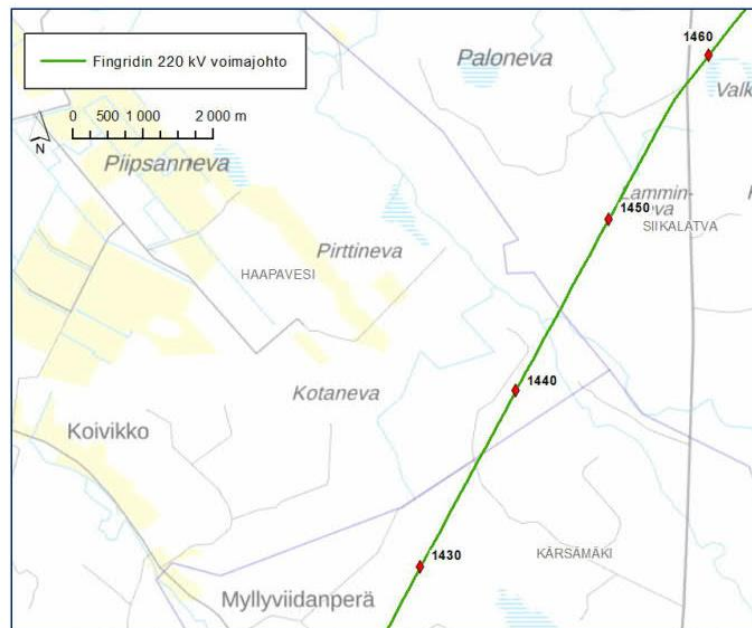 1460
Fingridin 220 kV voimajohto
Paloneva
Valk
0 500 1 000 2 000 m
N
Piipsanneva
Lammin-
eva
1450
SIIKALATVA
Pirttineva
HAAPAVESI
1440
Kotaneva
Koivikko
KÄRSÄMÄKI
1430
Myllyviidanperä